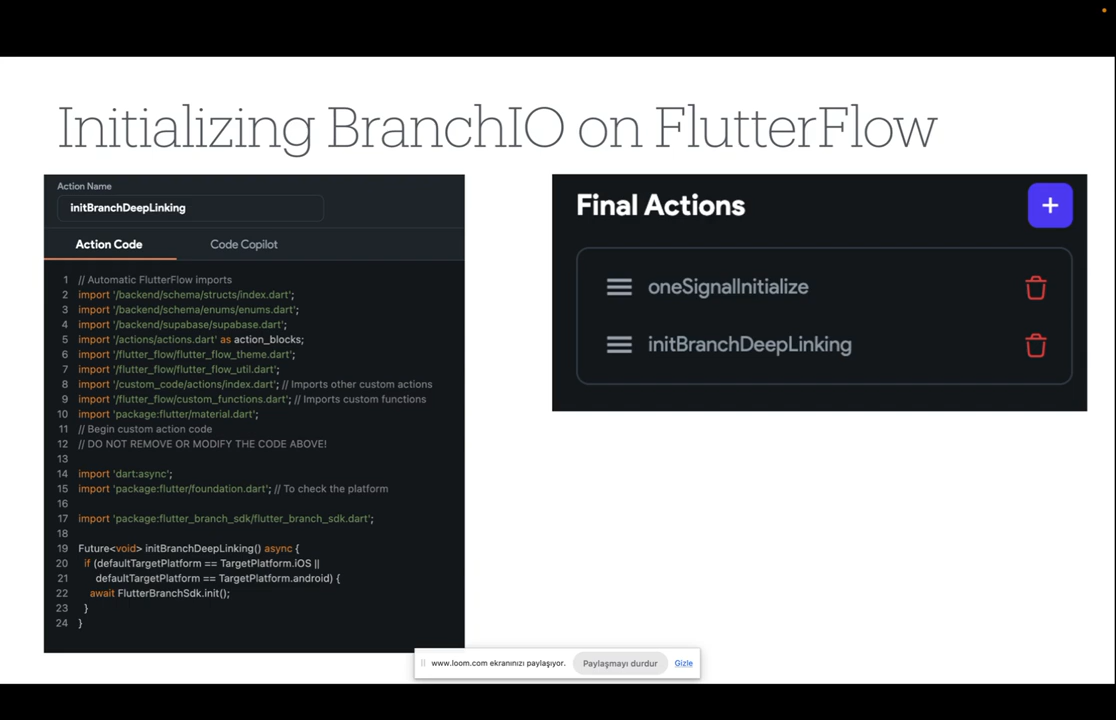 Initializing BranchIO on FlutterFlow
Action Name
initBranchDeepLinking
Action Code
Code Copilot
1 // Automatic FlutterFlow imports
2 import '/backend/schema/structs/index.dart';
3 import '/backend/schema/enums/enums.dart';
4 import '/backend/supabase/supabase.dart';
5 import '/actions/actions.dart' as action_blocks;
6 import '/flutter_flow/flutter_flow_theme.dart';
7 import '/flutter_flow/flutter_flow_util.dart';
8 import '/custom_code/actions/index.dart'; // Imports other custom actions
9 import '/flutter_flow/custom_functions.dart'; // Imports custom functions
10 import 'package:flutter/material.dart';
11 // Begin custom action code
12 // DO NOT REMOVE OR MODIFY THE CODE ABOVE!
13
14 import 'dart:async';
15 import 'package:flutter/foundation.dart'; // To check the platform
16
17 import 'package:flutter_branch_sdk/flutter_branch_sdk.dart';
18
19 Future<void> initBranchDeepLinking() async {
20 if (defaultTargetPlatform == TargetPlatform.iOS ||
21 defaultTargetPlatform == TargetPlatform.android) {
22 await FlutterBranchSdk.init();
23 }
24 }
Final Actions
+
oneSignalInitialize
initBranchDeepLinking
www.loom.com ekranınızı paylaşıyor.
Paylaşmayı durdur
Gizle